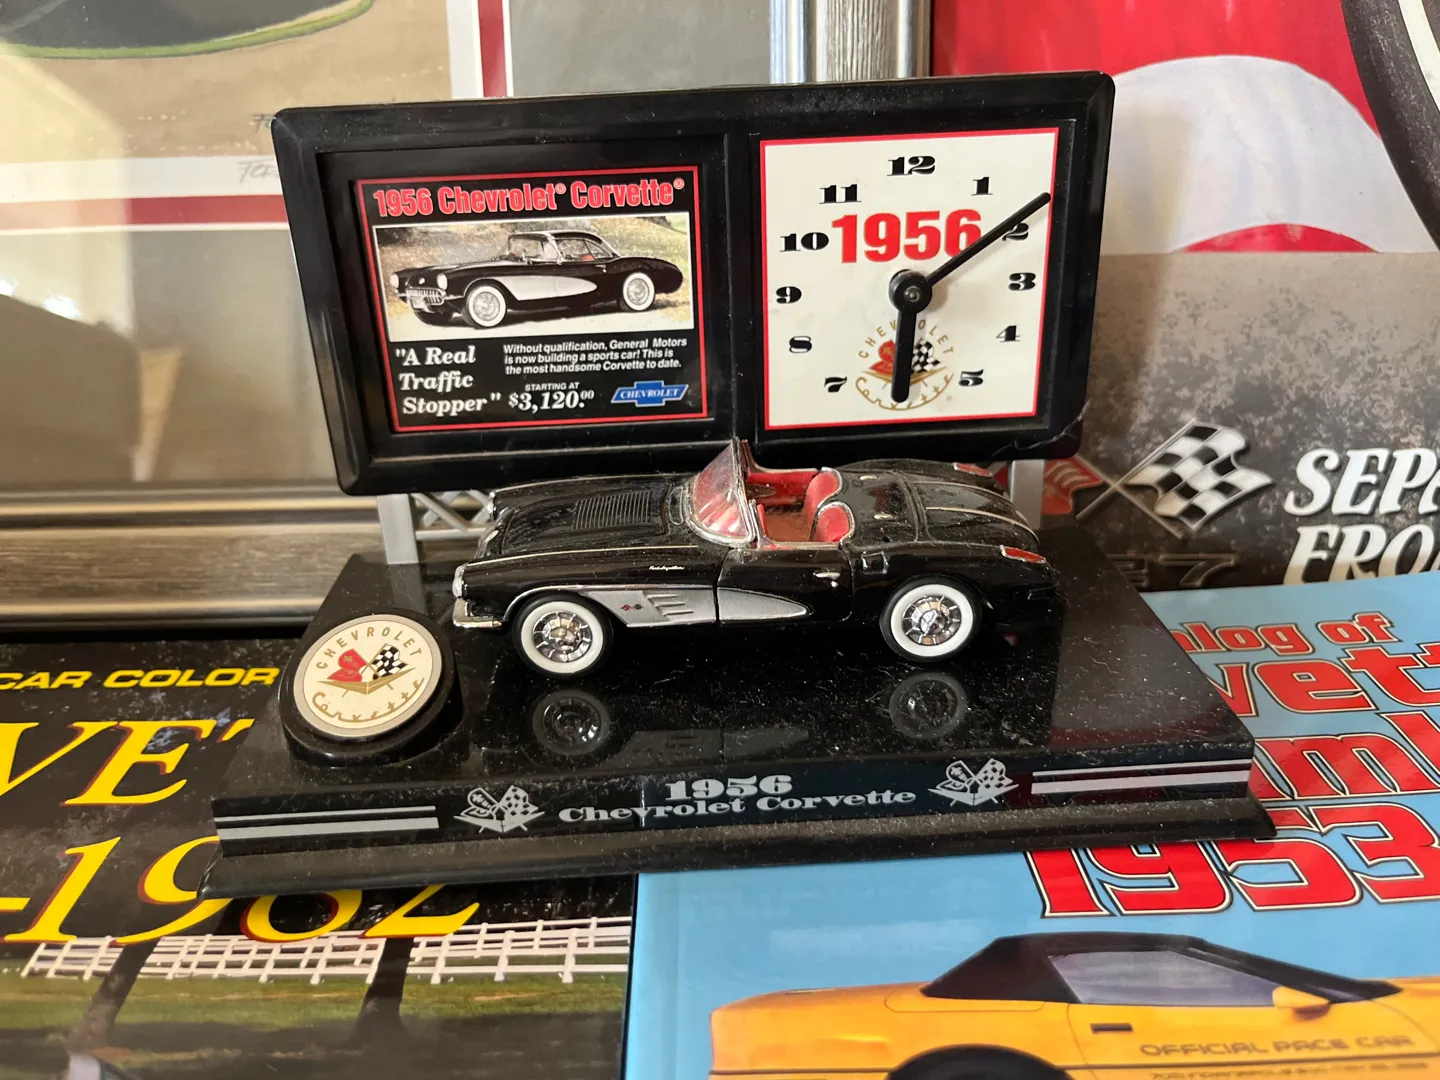 1956 Chevrolet® Corvette®
"A Real
Traffic
Stopper"
Without qualification, General Motors
is now building a sports car! This is
the most handsome Corvette to date.
STARTING AT
$3,120.00
CHEVROLET
12
11 1
1956
10 2
9 3
8 4
7 5
CHEVROLET
Corvette
CHEVROLET
Corvette
1956
Chevrolet Corvette
CAR COLOR
-1982
1953
OFFICIAL PACE CAR